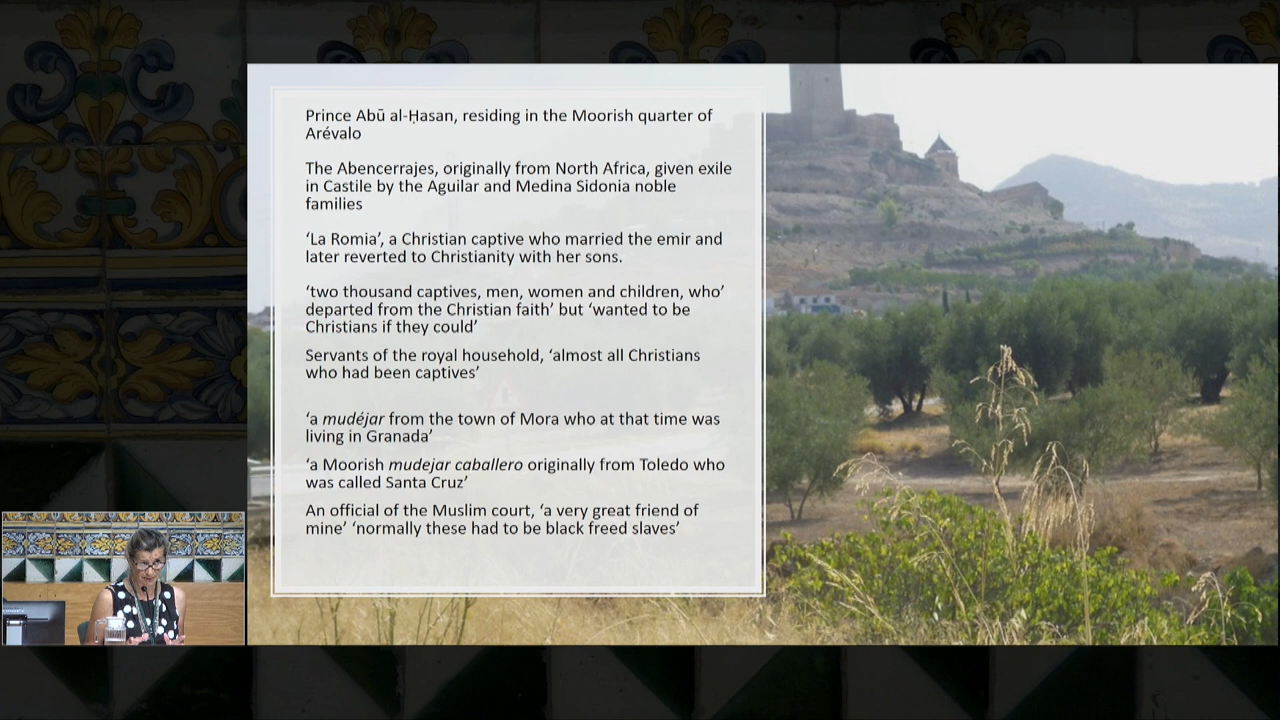 Prince Abū al-Ḥasan, residing in the Moorish quarter of
Arévalo
The Abencerrajes, originally from North Africa, given exile
in Castile by the Aguilar and Medina Sidonia noble
families
‘La Romia’, a Christian captive who married the emir and
later reverted to Christianity with her sons.
‘two thousand captives, men, women and children, who’
departed from the Christian faith’ but ‘wanted to be
Christians if they could’
Servants of the royal household, ‘almost all Christians
who had been captives’
‘a mudéjar from the town of Mora who at that time was
living in Granada’
‘a Moorish mudejar caballero originally from Toledo who
was called Santa Cruz’
An official of the Muslim court, ‘a very great friend of
mine’ ‘normally these had to be black freed slaves’